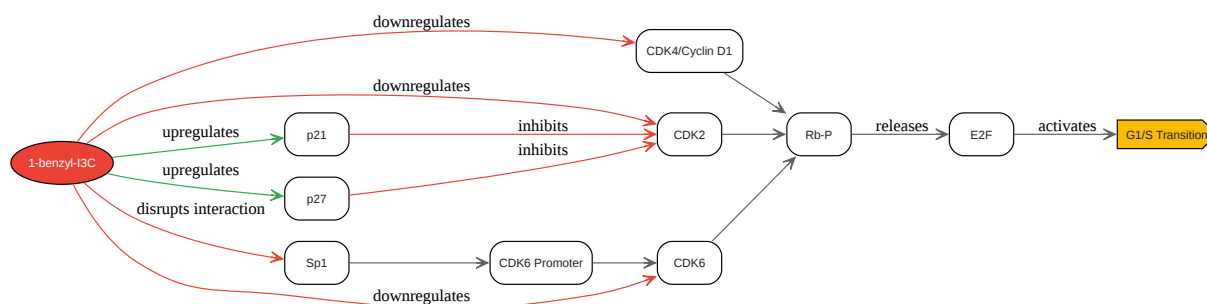 downregulates
CDK4/Cyclin D1
downregulates
upregulates
p21
inhibits
CDK2
Rb-P
releases
E2F
activates
G1/S Transition
1-benzyl-I3C
inhibits
upregulates
p27
disrupts interaction
Sp1
CDK6 Promoter
CDK6
downregulates